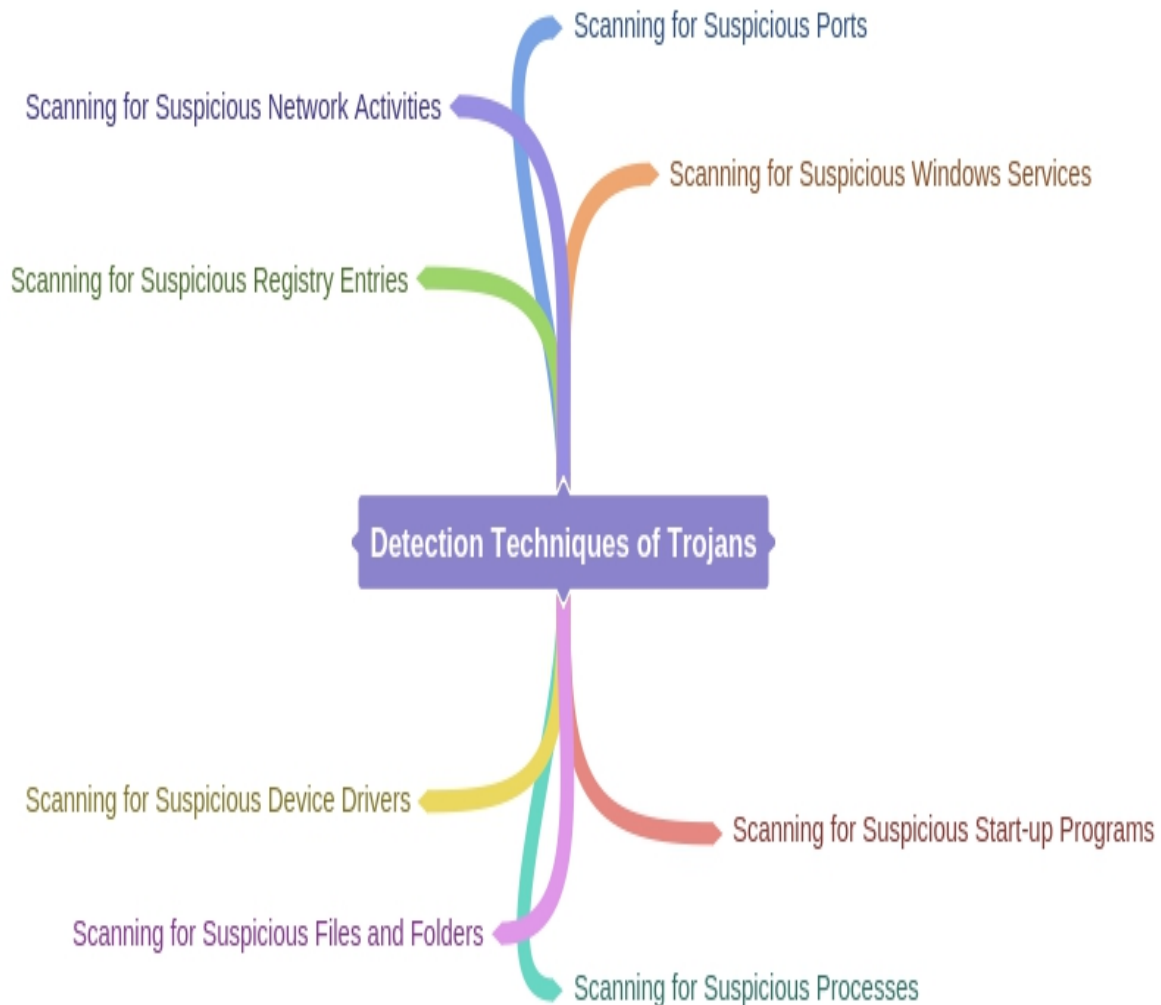 Scanning for Suspicious Ports
Scanning for Suspicious Network Activities
Scanning for Suspicious Windows Services
Scanning for Suspicious Registry Entries
Detection Techniques of Trojans
Scanning for Suspicious Device Drivers
Scanning for Suspicious Start-up Programs
Scanning for Suspicious Files and Folders
Scanning for Suspicious Processes